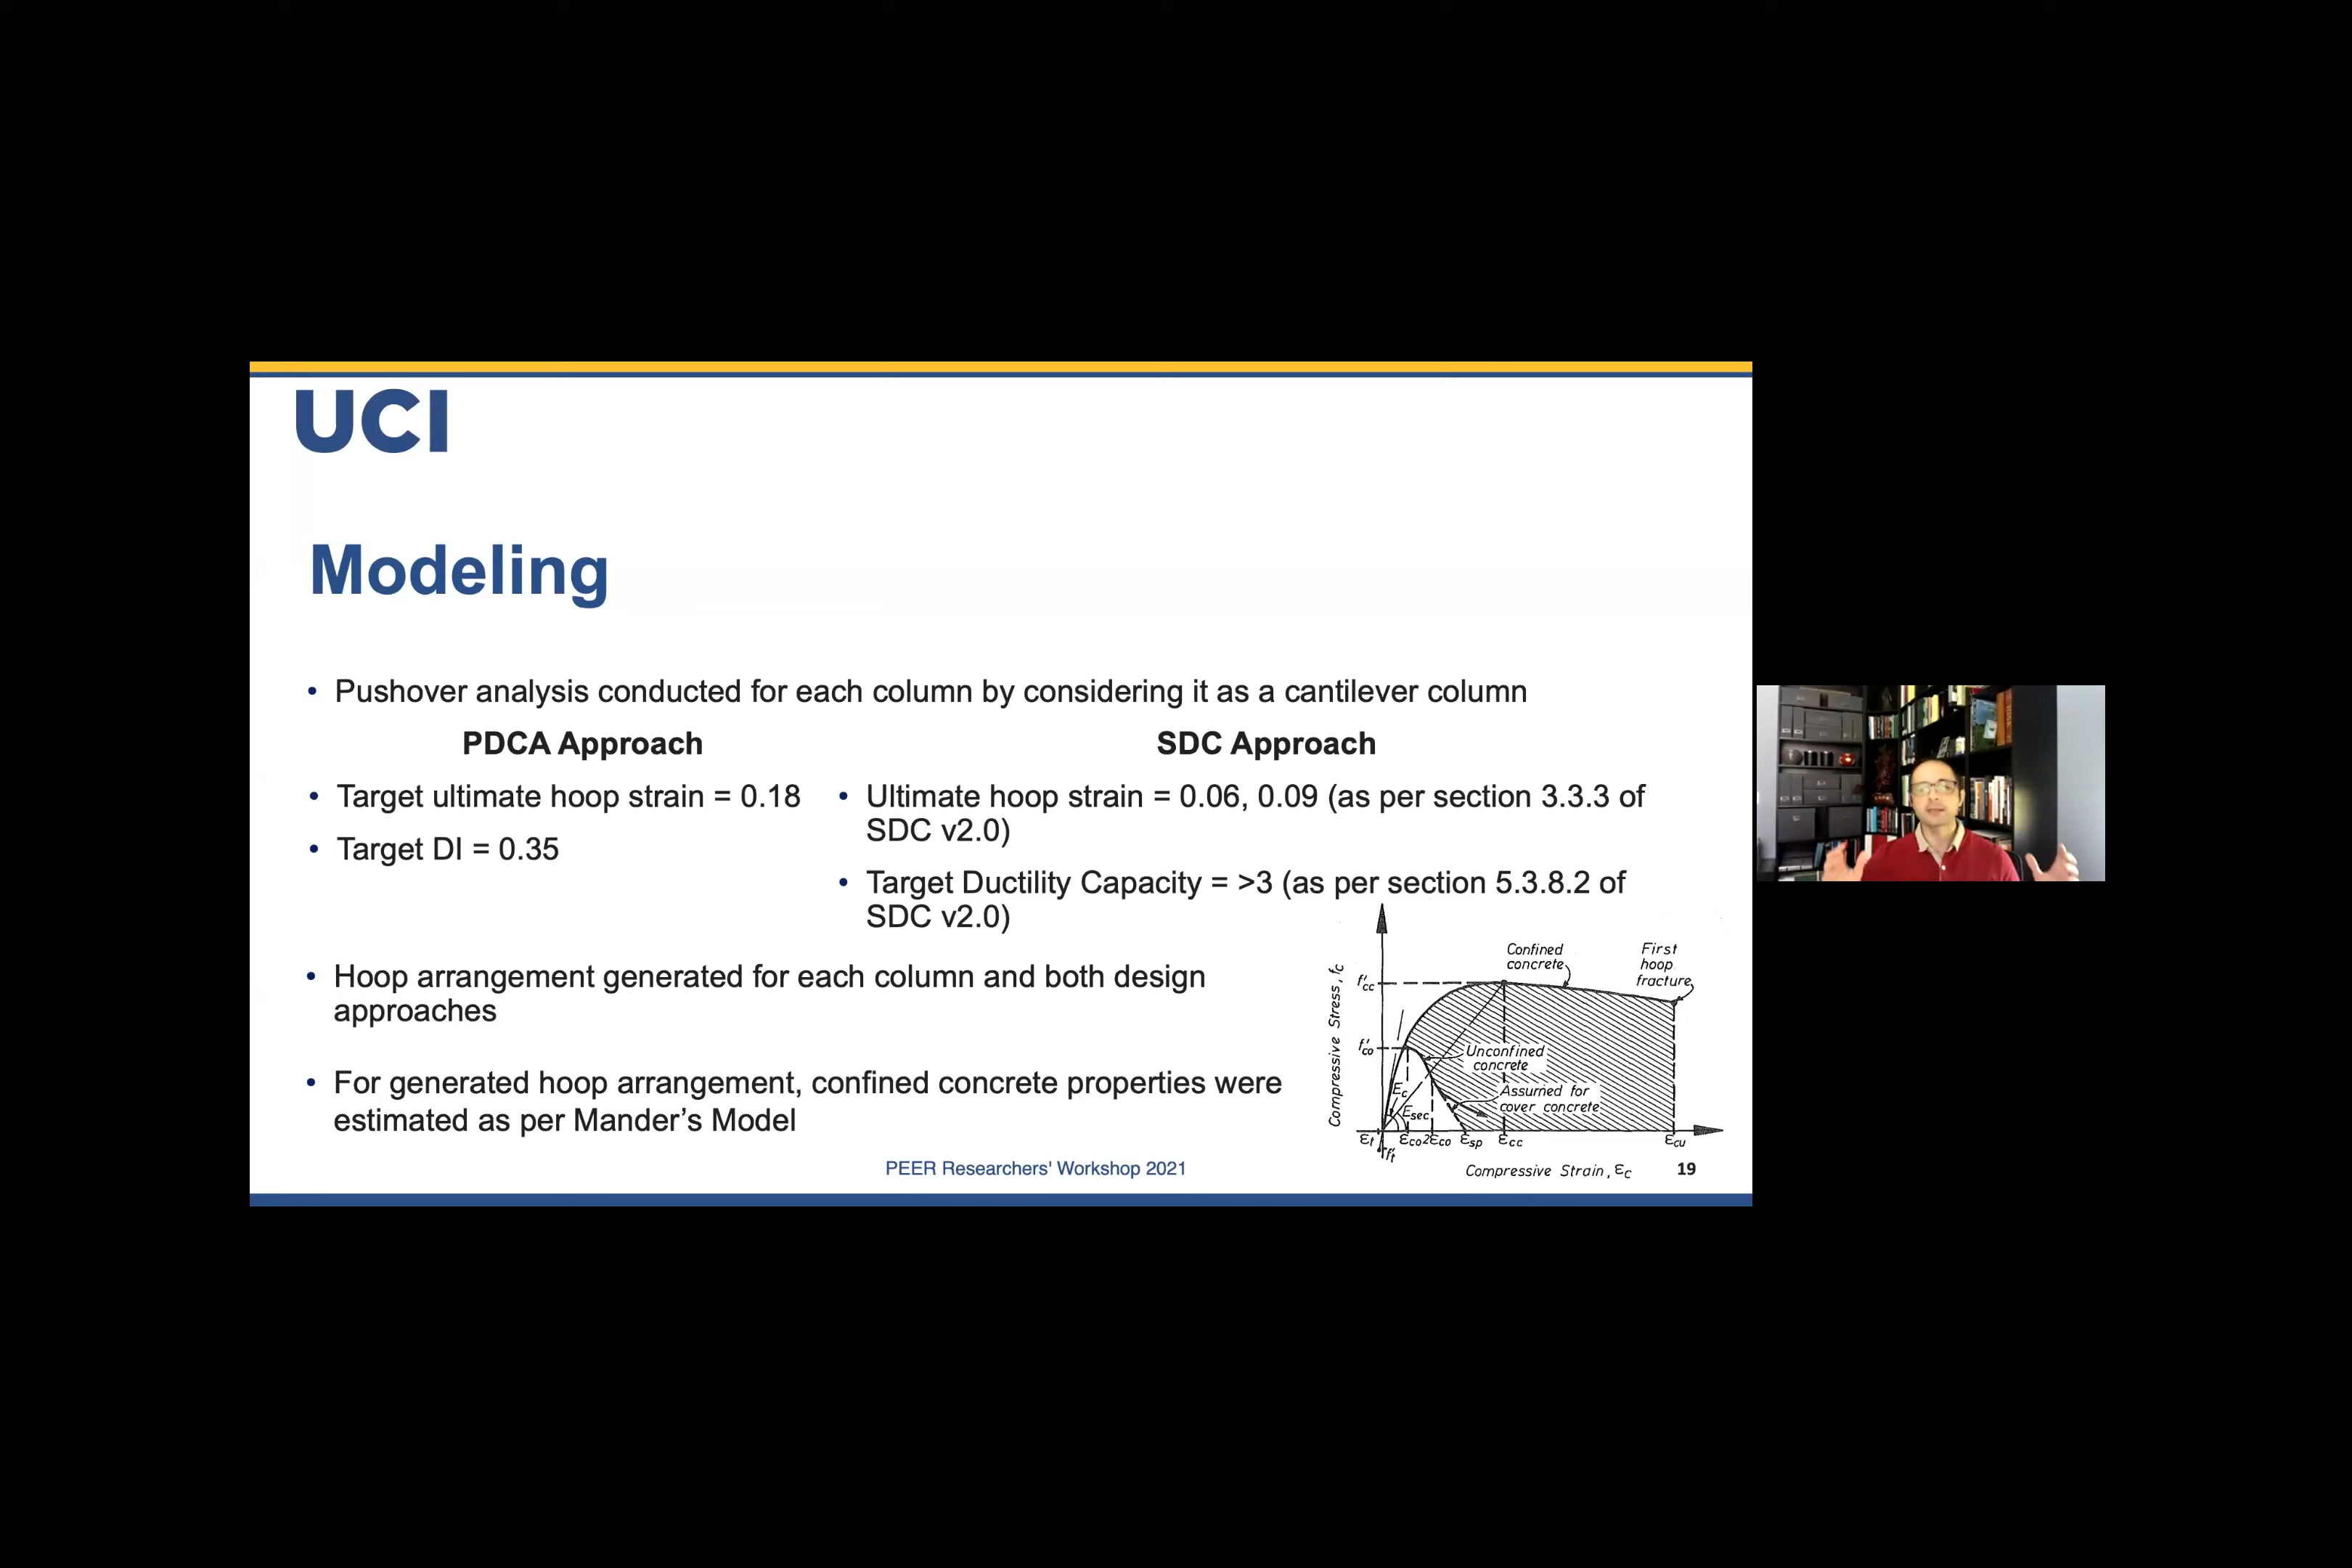 UCI
Modeling
• Pushover analysis conducted for each column by considering it as a cantilever column
PDCA Approach
• Target ultimate hoop strain = 0.18
• Target DI = 0.35
SDC Approach
• Ultimate hoop strain = 0.06, 0.09 (as per section 3.3.3 of
SDC v2.0)
• Target Ductility Capacity = >3 (as per section 5.3.8.2 of
SDC v2.0)
• Hoop arrangement generated for each column and both design
approaches
• For generated hoop arrangement, confined concrete properties were
estimated as per Mander’s Model
Compressive Stress, fc
f'cc
f'co
Confined
concrete
First
hoop
fracture
Unconfined
concrete
Assumed for
cover concrete
Ec
Esec
εt
εco
2εco
εsp
εcc
εcu
f't
Compressive Strain, εc
PEER Researchers' Workshop 2021
19